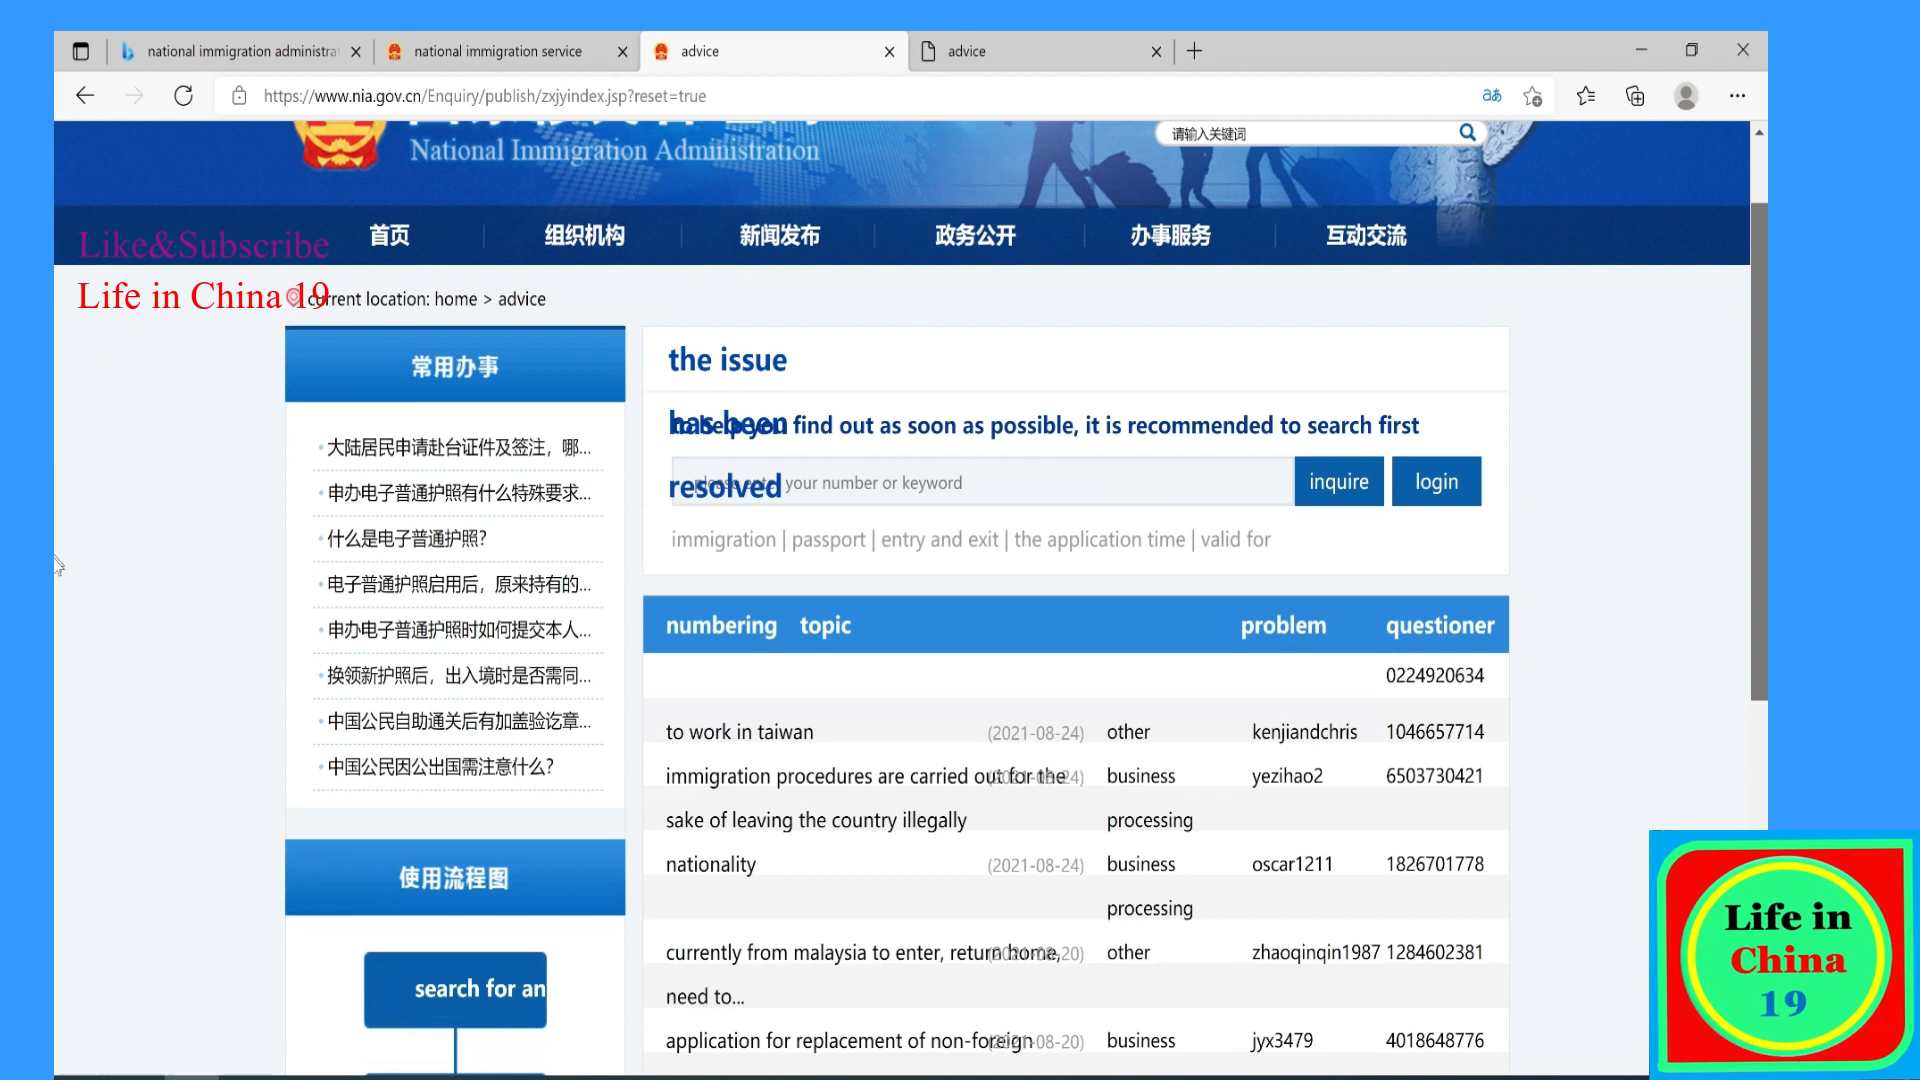 national immigration administrat
national immigration service
advice
advice
https://www.nia.gov.cn/Enquiry/publish/zxjyindex.jsp?reset=true
National Immigration Administration
请输入关键词
Like&Subscribe
首页
组织机构
新闻发布
政务公开
办事服务
互动交流
Life in China 19
current location: home > advice
常用办事
大陆居民申请赴台证件及签注，哪...
申办电子普通护照有什么特殊要求...
什么是电子普通护照?
电子普通护照启用后，原来持有的...
申办电子普通护照时如何提交本人...
换领新护照后，出入境时是否需同...
中国公民自助通关后有加盖验讫章...
中国公民因公出国需注意什么?
使用流程图
search for an
the issue
has been
resolved
to help you find out as soon as possible, it is recommended to search first
please enter your number or keyword
inquire
login
immigration | passport | entry and exit | the application time | valid for
numbering topic problem questioner
0224920634
to work in taiwan (2021-08-24) other kenjiandchris 1046657714
immigration procedures are carried out for the (2021-08-24) business yezihao2 6503730421
sake of leaving the country illegally processing
nationality (2021-08-24) business oscar1211 1826701778
processing
currently from malaysia to enter, return home, (2021-08-20) other zhaoqinqin1987 1284602381
need to...
application for replacement of non-foreign (2021-08-20) business jyx3479 4018648776
Life in
China
19